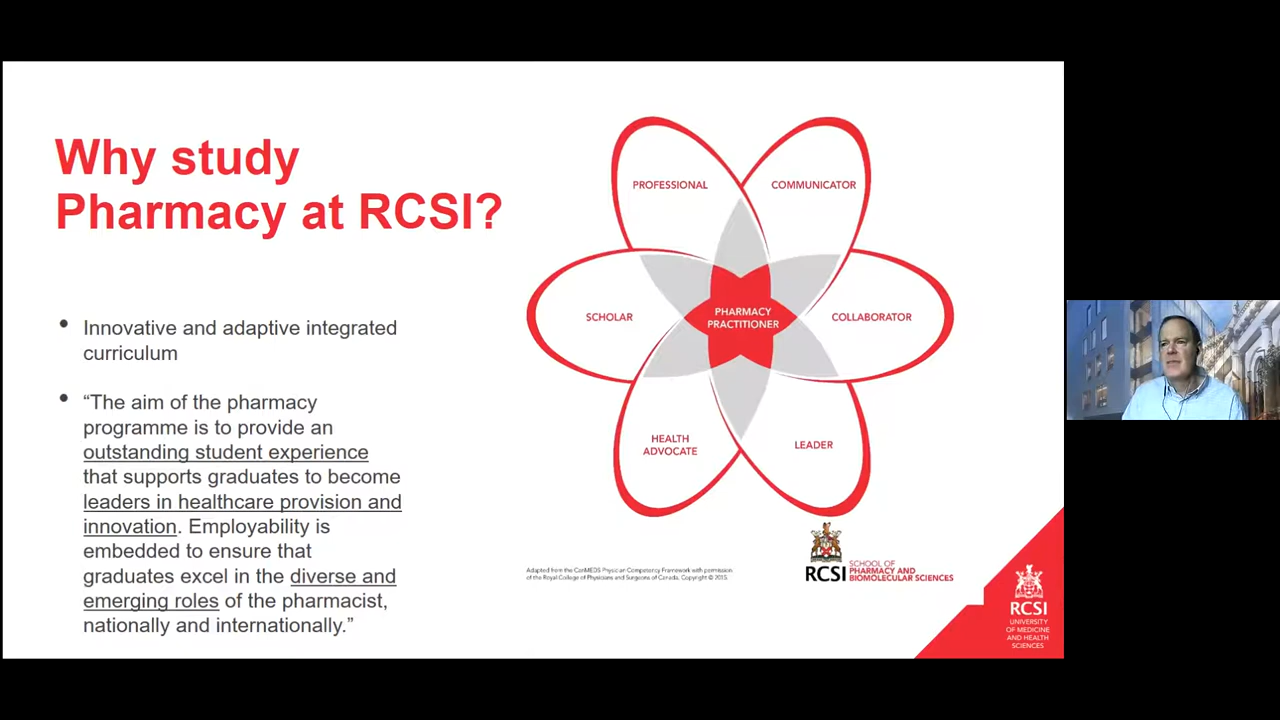 Why study
Pharmacy at RCSI?
• Innovative and adaptive integrated
curriculum
• “The aim of the pharmacy
programme is to provide an
outstanding student experience
that supports graduates to become
leaders in healthcare provision and
innovation. Employability is
embedded to ensure that
graduates excel in the diverse and
emerging roles of the pharmacist,
nationally and internationally.”
PROFESSIONAL
COMMUNICATOR
SCHOLAR
PHARMACY
PRACTITIONER
COLLABORATOR
HEALTH
ADVOCATE
LEADER
Adapted from the CanMEDS Physician Competency Framework with permission
of the Royal College of Physicians and Surgeons of Canada. Copyright © 2015.
RCSI
SCHOOL OF
PHARMACY AND
BIOMOLECULAR SCIENCES
RCSI
UNIVERSITY
OF MEDICINE
AND HEALTH
SCIENCES